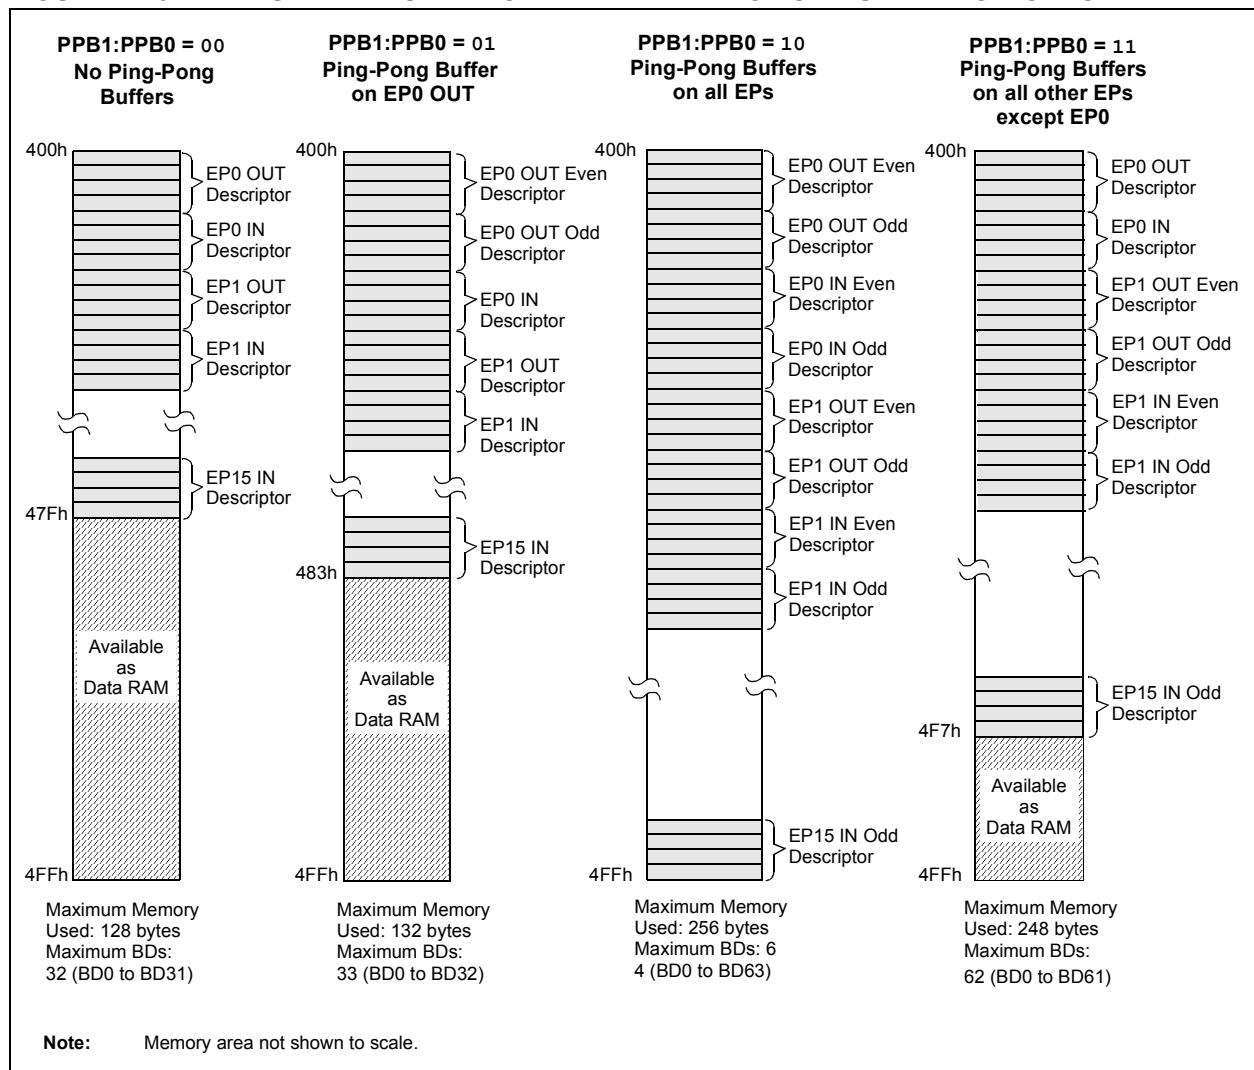 PPB1:PPB0 = 00
No Ping-Pong
Buffers
400h
EP0 OUT
Descriptor
EP0 IN
Descriptor
EP1 OUT
Descriptor
EP1 IN
Descriptor
EP15 IN
Descriptor
47Fh
Available
as
Data RAM
4FFh
Maximum Memory
Used: 128 bytes
Maximum BDs:
32 (BD0 to BD31)
PPB1:PPB0 = 01
Ping-Pong Buffer
on EP0 OUT
400h
EP0 OUT Even
Descriptor
EP0 OUT Odd
Descriptor
EP0 IN
Descriptor
EP1 OUT
Descriptor
EP1 IN
Descriptor
EP15 IN
Descriptor
483h
Available
as
Data RAM
4FFh
Maximum Memory
Used: 132 bytes
Maximum BDs:
33 (BD0 to BD32)
PPB1:PPB0 = 10
Ping-Pong Buffers
on all EPs
400h
EP0 OUT Even
Descriptor
EP0 OUT Odd
Descriptor
EP0 IN Even
Descriptor
EP0 IN Odd
Descriptor
EP1 OUT Even
Descriptor
EP1 OUT Odd
Descriptor
EP1 IN Even
Descriptor
EP1 IN Odd
Descriptor
EP15 IN Odd
Descriptor
4FFh
Maximum Memory
Used: 256 bytes
Maximum BDs: 6
4 (BD0 to BD63)
PPB1:PPB0 = 11
Ping-Pong Buffers
on all other EPs
except EP0
400h
EP0 OUT
Descriptor
EP0 IN
Descriptor
EP1 OUT Even
Descriptor
EP1 OUT Odd
Descriptor
EP1 IN Even
Descriptor
EP1 IN Odd
Descriptor
EP15 IN Odd
Descriptor
4F7h
Available
as
Data RAM
4FFh
Maximum Memory
Used: 248 bytes
Maximum BDs:
62 (BD0 to BD61)
Note: Memory area not shown to scale.